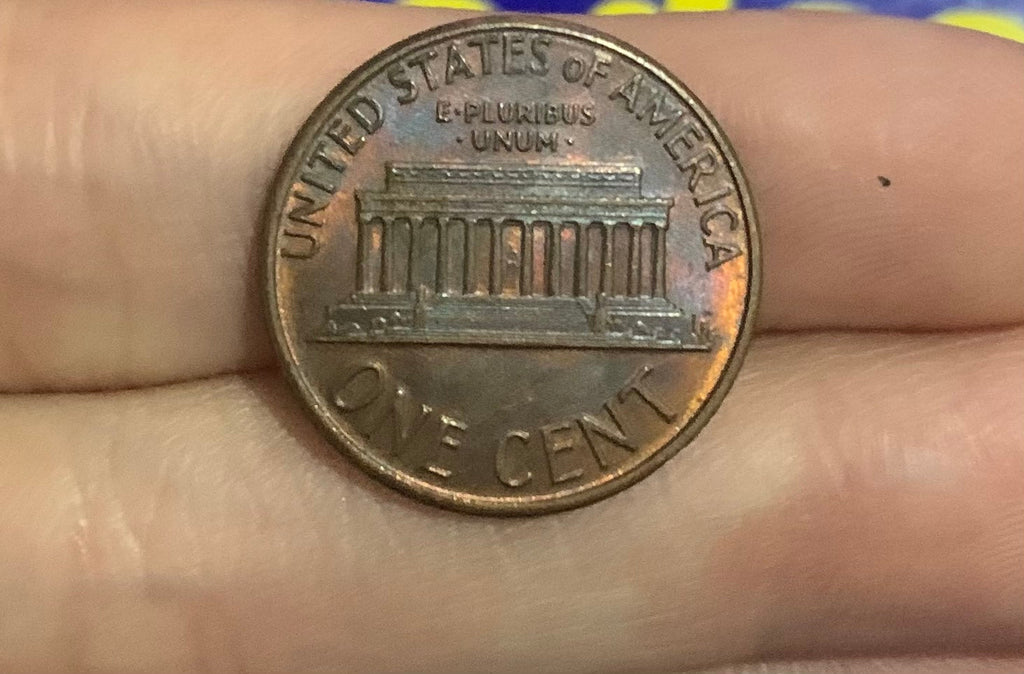 UNITED STATES OF AMERICA
E·PLURIBUS
·UNUM·
ONE CENT